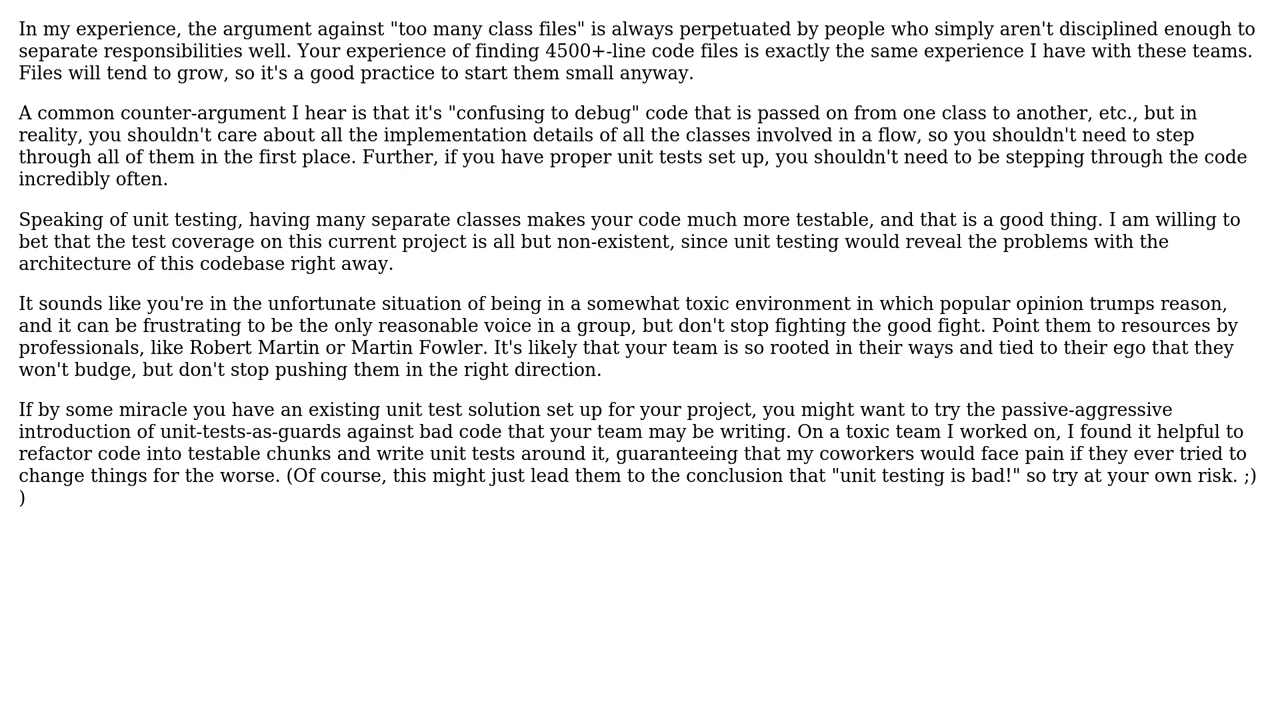 In my experience, the argument against "too many class files" is always perpetuated by people who simply aren't disciplined enough to
separate responsibilities well. Your experience of finding 4500+-line code files is exactly the same experience I have with these teams.
Files will tend to grow, so it's a good practice to start them small anyway.
A common counter-argument I hear is that it's "confusing to debug" code that is passed on from one class to another, etc., but in
reality, you shouldn't care about all the implementation details of all the classes involved in a flow, so you shouldn't need to step
through all of them in the first place. Further, if you have proper unit tests set up, you shouldn't need to be stepping through the code
incredibly often.
Speaking of unit testing, having many separate classes makes your code much more testable, and that is a good thing. I am willing to
bet that the test coverage on this current project is all but non-existent, since unit testing would reveal the problems with the
architecture of this codebase right away.
It sounds like you're in the unfortunate situation of being in a somewhat toxic environment in which popular opinion trumps reason,
and it can be frustrating to be the only reasonable voice in a group, but don't stop fighting the good fight. Point them to resources by
professionals, like Robert Martin or Martin Fowler. It's likely that your team is so rooted in their ways and tied to their ego that they
won't budge, but don't stop pushing them in the right direction.
If by some miracle you have an existing unit test solution set up for your project, you might want to try the passive-aggressive
introduction of unit-tests-as-guards against bad code that your team may be writing. On a toxic team I worked on, I found it helpful to
refactor code into testable chunks and write unit tests around it, guaranteeing that my coworkers would face pain if they ever tried to
change things for the worse. (Of course, this might just lead them to the conclusion that "unit testing is bad!" so try at your own risk. ;)
)